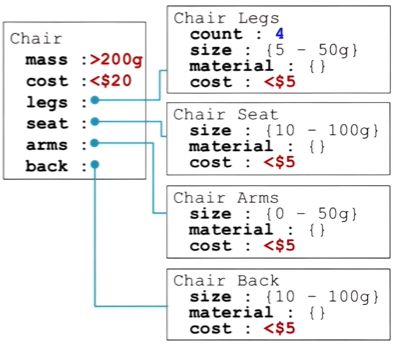 Chair
mass :>200g
cost :<$20
legs :
seat :
arms :
back :
Chair Legs
count : 4
size : {5 – 50g}
material : {}
cost : <$5
Chair Seat
size : {10 – 100g}
material : {}
cost : <$5
Chair Arms
size : {0 – 50g}
material : {}
cost : <$5
Chair Back
size : {10 – 100g}
material : {}
cost : <$5